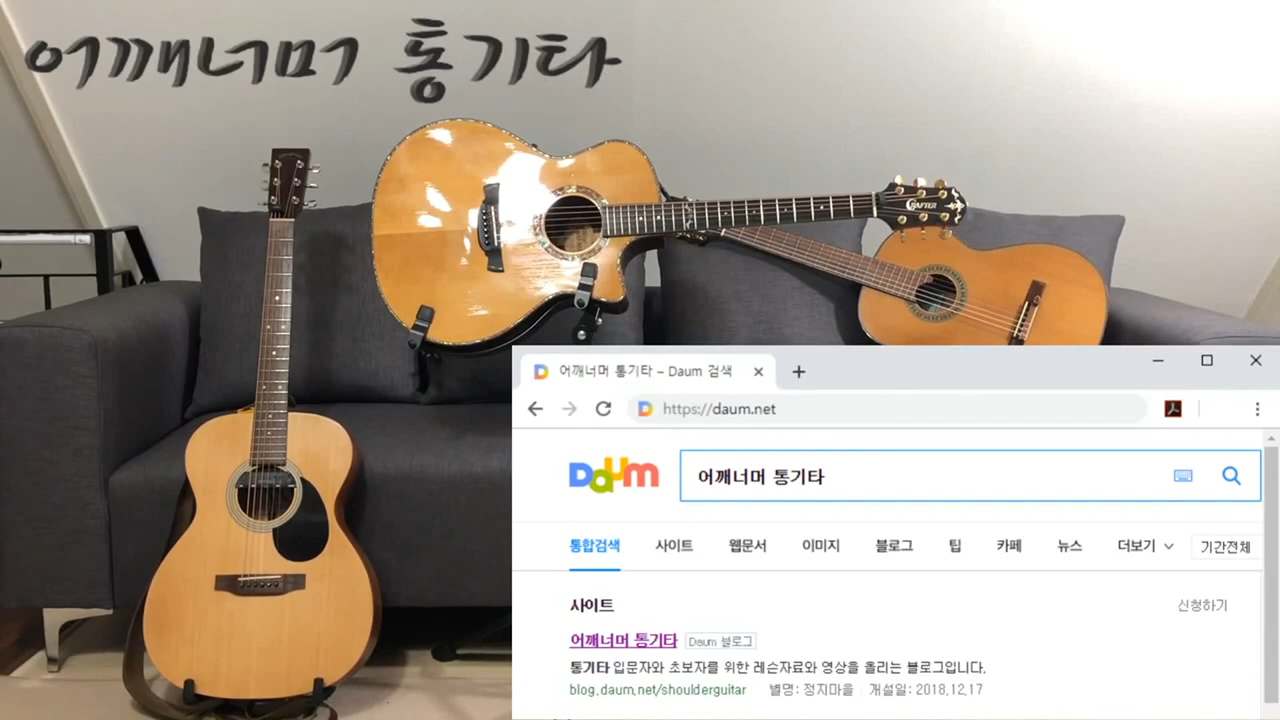 어깨너머 통기타
CRAFTER
어깨너머 통기타 – Daum 검색
https://daum.net
Daum
어깨너머 통기타
통합검색 사이트 웹문서 이미지 블로그 팁 카페 뉴스 더보기 기간전체
사이트
신청하기
어깨너머 통기타 Daum 블로그
통기타 입문자와 초보자를 위한 레슨자료와 영상을 올리는 블로그입니다.
blog.daum.net/shoulderguitar 별명: 정지마을 개설일: 2018.12.17